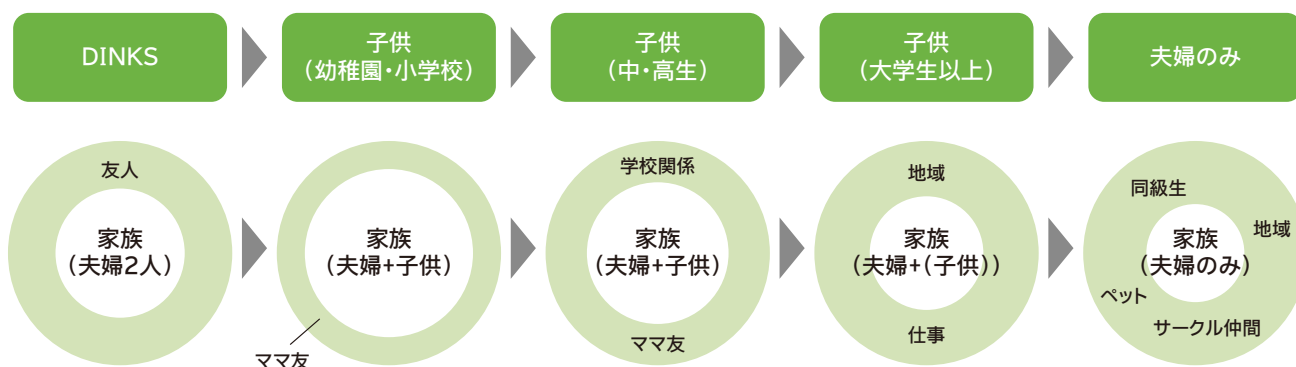 DINKS
子供
（幼稚園・小学校）
子供
（中・高生）
子供
（大学生以上）
夫婦のみ
友人
家族
（夫婦2人）
家族
（夫婦+子供）
ママ友
学校関係
家族
（夫婦+子供）
ママ友
地域
家族
（夫婦+（子供））
仕事
同級生
地域
家族
（夫婦のみ）
ペット
サークル仲間